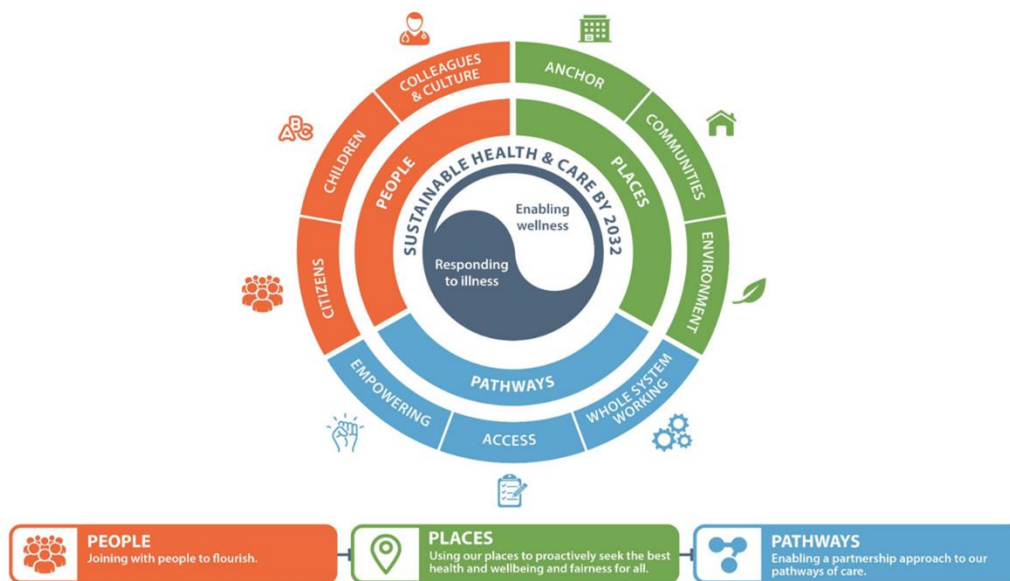 COLLEAGUES
& CULTURE
ANCHOR
CHILDREN
COMMUNITIES
CITIZENS
ENVIRONMENT
PEOPLE
PLACES
SUSTAINABLE HEALTH & CARE BY 2032
Enabling
wellness
Responding
to illness
PATHWAYS
EMPOWERING
ACCESS
WHOLE SYSTEM
WORKING
ABC
PEOPLE
Joining with people to flourish.
PLACES
Using our places to proactively seek the best
health and wellbeing and fairness for all.
PATHWAYS
Enabling a partnership approach to our
pathways of care.